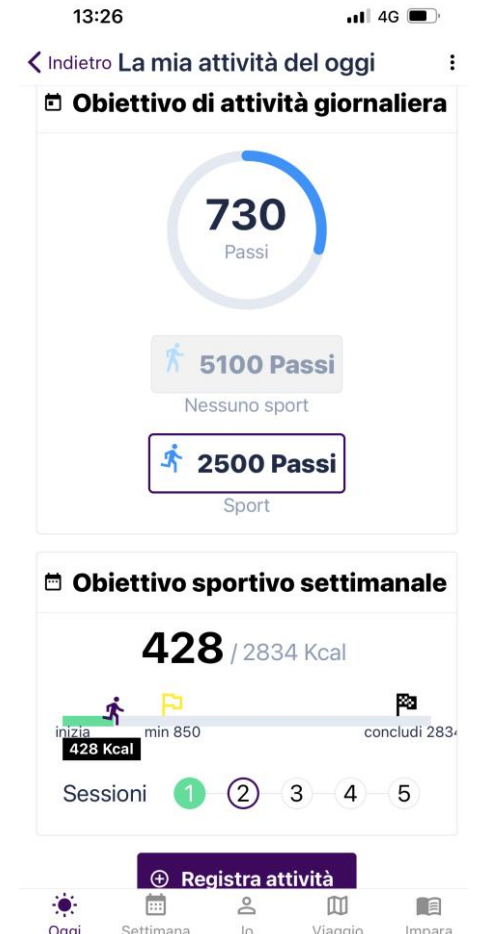 13:26 4G
Indietro La mia attività del oggi
Obiettivo di attività giornaliera
730
Passi
5100 Passi
Nessuno sport
2500 Passi
Sport
Obiettivo sportivo settimanale
428 / 2834 Kcal
inizia min 850 concludi 2834
428 Kcal
Sessioni 1 2 3 4 5
Registra attività
Oggi Settimana Io Viaggio Impara